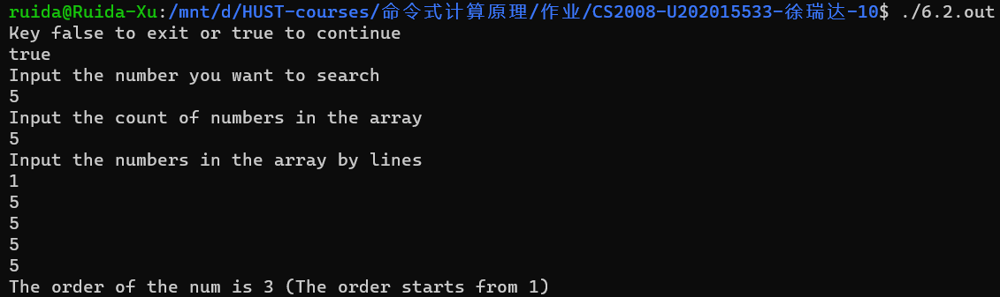 ruida@Ruida-Xu:/mnt/d/HUST-courses/命令式计算原理/作业/CS2008-U202015533-徐瑞达-10$ ./6.2.out
Key false to exit or true to continue
true
Input the number you want to search
5
Input the count of numbers in the array
5
Input the numbers in the array by lines
1
5
5
5
5
The order of the num is 3 (The order starts from 1)